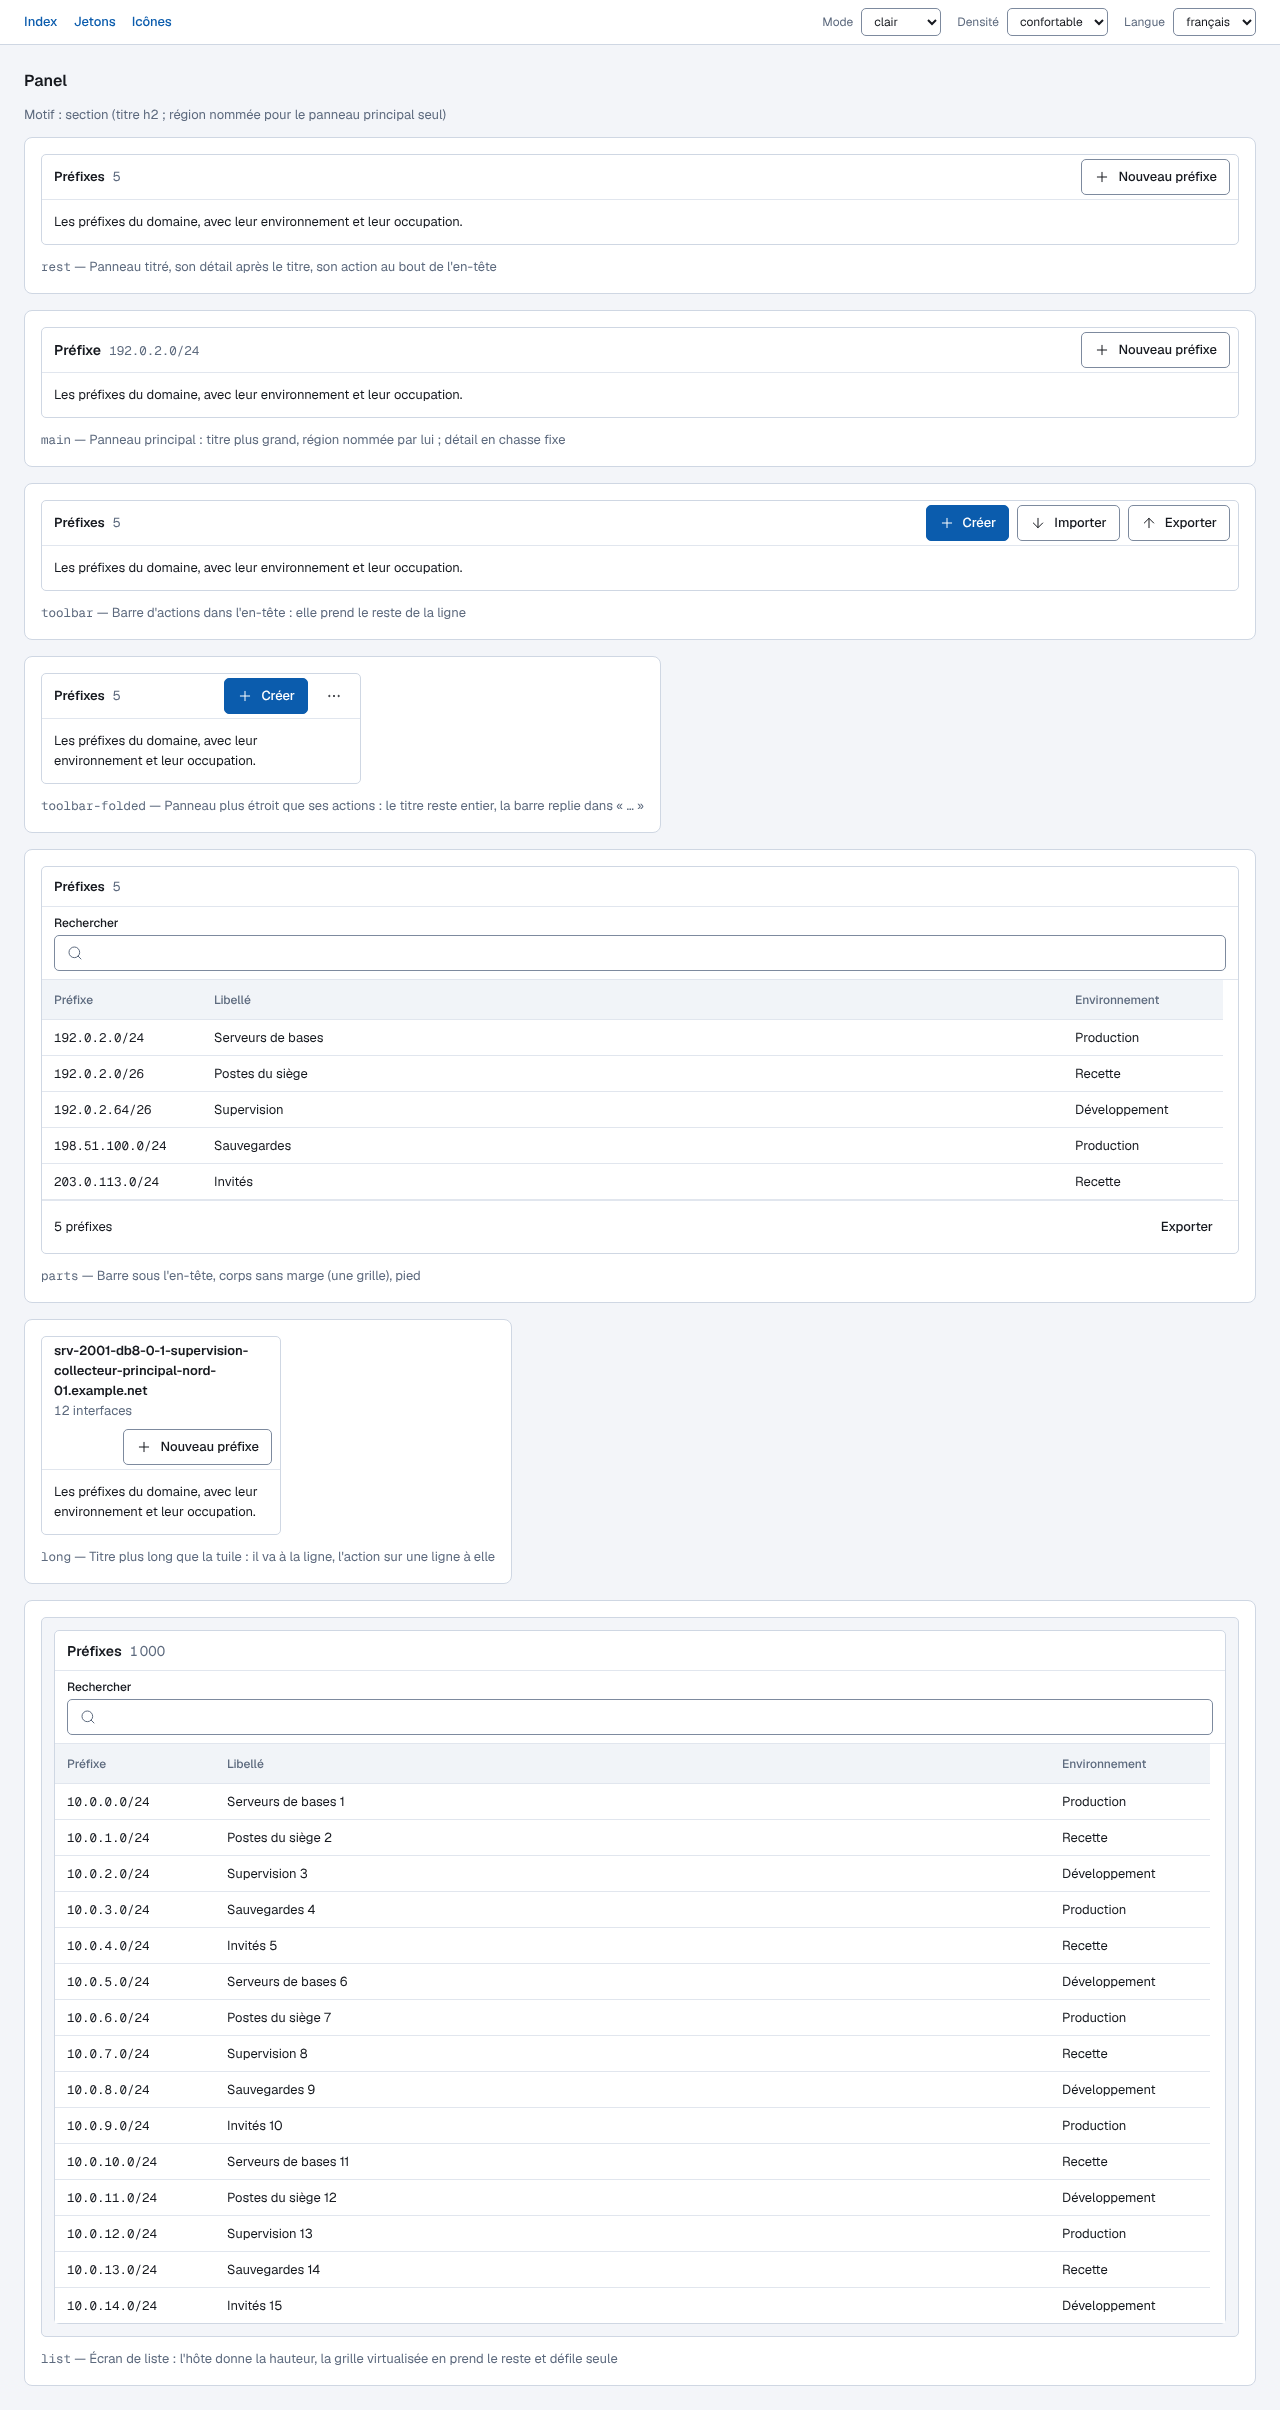 Index Jetons Icônes Mode clair Densité confortable Langue français
Panel
Motif : section (titre h2 ; région nommée pour le panneau principal seul)
Préfixes 5 Nouveau préfixe
Les préfixes du domaine, avec leur environnement et leur occupation.
rest — Panneau titré, son détail après le titre, son action au bout de l'en-tête
Préfixe 192.0.2.0/24 Nouveau préfixe
Les préfixes du domaine, avec leur environnement et leur occupation.
main — Panneau principal : titre plus grand, région nommée par lui ; détail en chasse fixe
Préfixes 5 Créer Importer Exporter
Les préfixes du domaine, avec leur environnement et leur occupation.
toolbar — Barre d'actions dans l'en-tête : elle prend le reste de la ligne
Préfixes 5 Créer ...
Les préfixes du domaine, avec leur
environnement et leur occupation.
toolbar-folded — Panneau plus étroit que ses actions : le titre reste entier, la barre replie dans « … »
Préfixes 5
Rechercher
Préfixe Libellé Environnement
192.0.2.0/24 Serveurs de bases Production
192.0.2.0/26 Postes du siège Recette
192.0.2.64/26 Supervision Développement
198.51.100.0/24 Sauvegardes Production
203.0.113.0/24 Invités Recette
5 préfixes Exporter
parts — Barre sous l'en-tête, corps sans marge (une grille), pied
srv-2001-db8-0-1-supervision-
collecteur-principal-nord-
01.example.net
12 interfaces
Nouveau préfixe
Les préfixes du domaine, avec leur
environnement et leur occupation.
long — Titre plus long que la tuile : il va à la ligne, l'action sur une ligne à elle
Préfixes 1 000
Rechercher
Préfixe Libellé Environnement
10.0.0.0/24 Serveurs de bases 1 Production
10.0.1.0/24 Postes du siège 2 Recette
10.0.2.0/24 Supervision 3 Développement
10.0.3.0/24 Sauvegardes 4 Production
10.0.4.0/24 Invités 5 Recette
10.0.5.0/24 Serveurs de bases 6 Développement
10.0.6.0/24 Postes du siège 7 Production
10.0.7.0/24 Supervision 8 Recette
10.0.8.0/24 Sauvegardes 9 Développement
10.0.9.0/24 Invités 10 Production
10.0.10.0/24 Serveurs de bases 11 Recette
10.0.11.0/24 Postes du siège 12 Développement
10.0.12.0/24 Supervision 13 Production
10.0.13.0/24 Sauvegardes 14 Recette
10.0.14.0/24 Invités 15 Développement
list — Écran de liste : l'hôte donne la hauteur, la grille virtualisée en prend le reste et défile seule